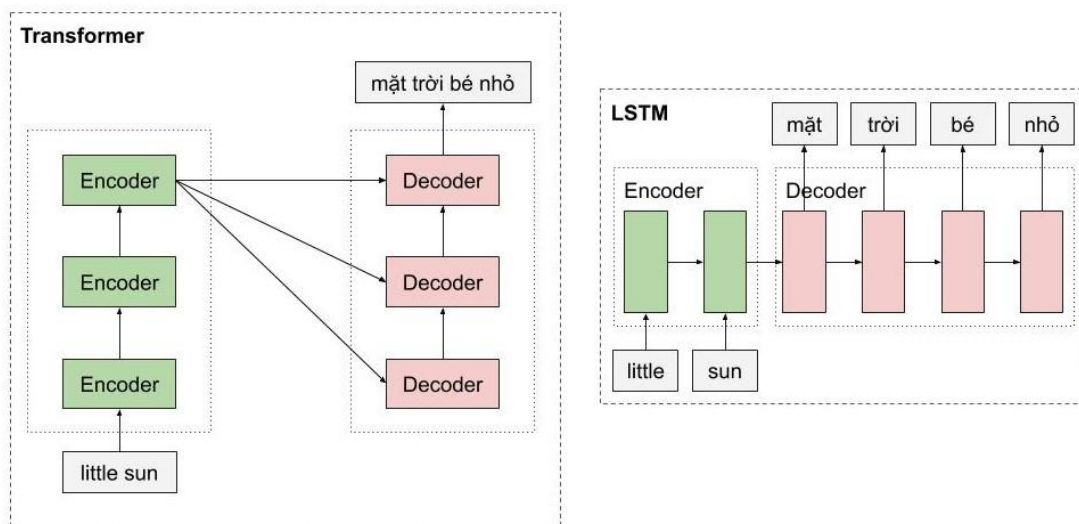 Transformer
mặt trời bé nhỏ
Encoder
Decoder
Encoder
Decoder
Encoder
Decoder
little sun
LSTM
mặt
trời
bé
nhỏ
Encoder
Decoder
little
sun